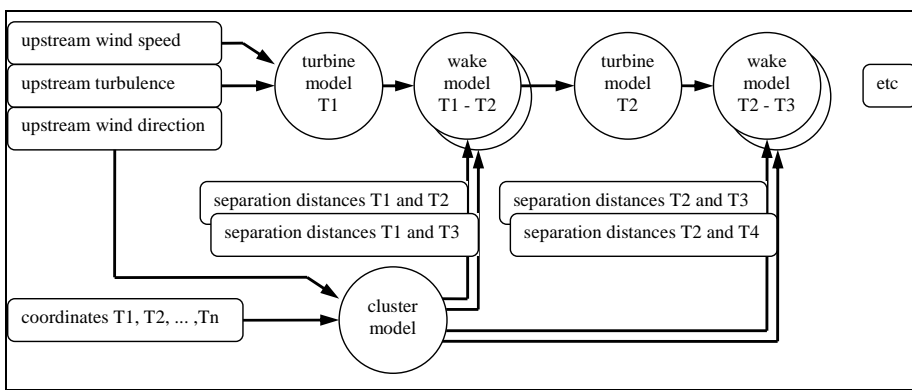 upstream wind speed
upstream turbulence
upstream wind direction
turbine
model
T1
wake
model
T1 - T2
turbine
model
T2
wake
model
T2 - T3
etc
separation distances T1 and T2
separation distances T1 and T3
separation distances T2 and T3
separation distances T2 and T4
coordinates T1, T2, ... ,Tn
cluster
model